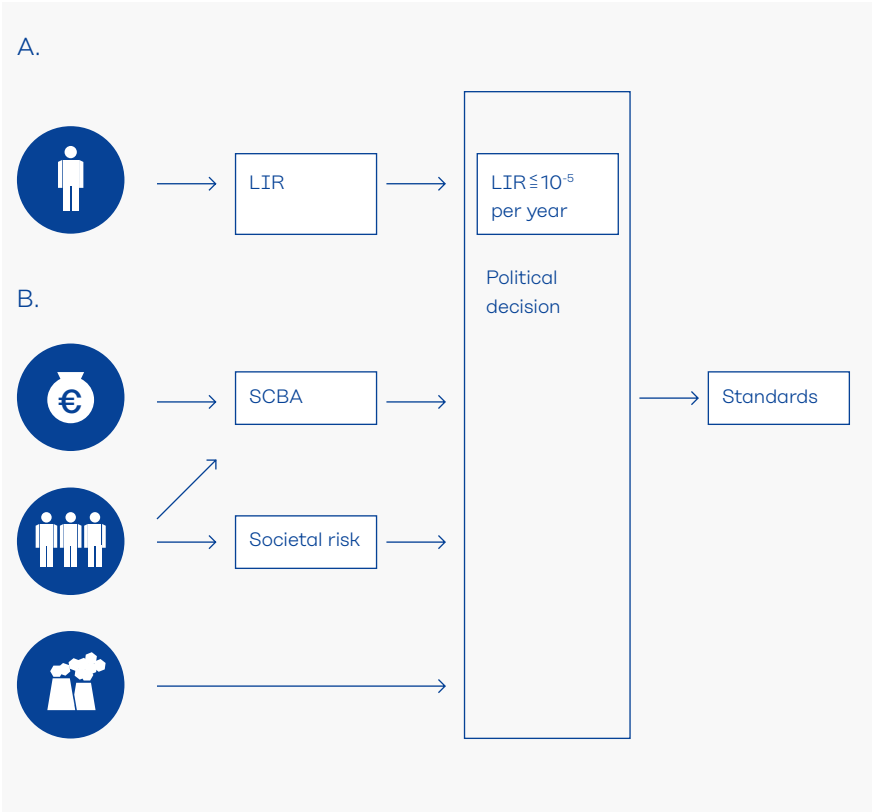 A.
LIR
LIR ≦ 10⁻⁵
per year
Political
decision
B.
€
SCBA
Standards
Societal risk